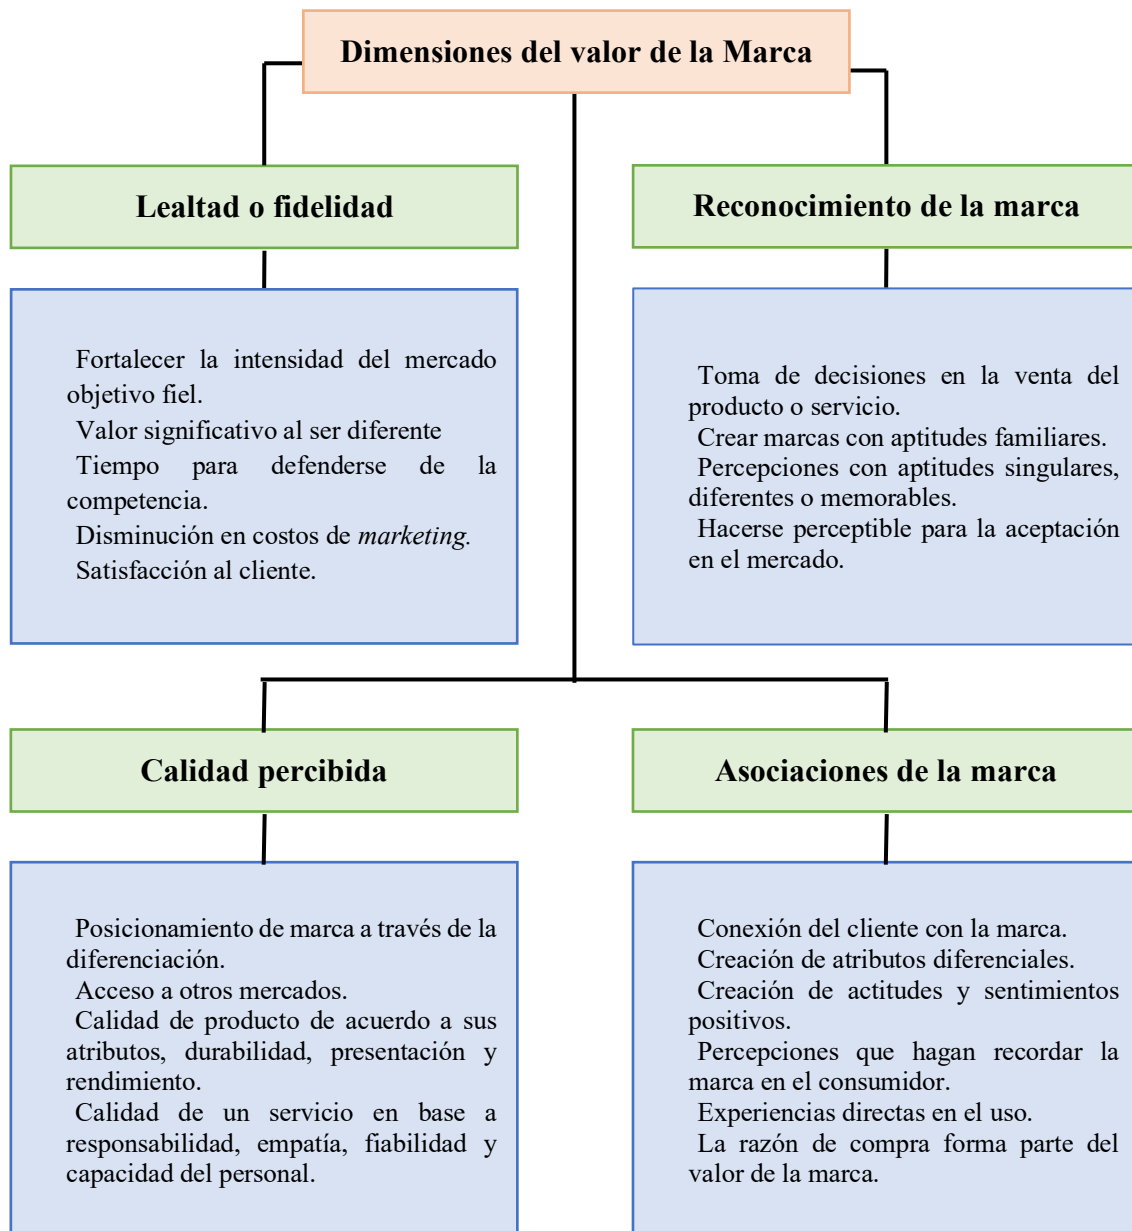 Dimensiones del valor de la Marca
Lealtad o fidelidad
Fortalecer la intensidad del mercado
objetivo fiel.
Valor significativo al ser diferente
Tiempo para defenderse de la
competencia.
Disminución en costos de marketing.
Satisfacción al cliente.
Reconocimiento de la marca
Toma de decisiones en la venta del
producto o servicio.
Crear marcas con aptitudes familiares.
Percepciones con aptitudes singulares,
diferentes o memorables.
Hacerse perceptible para la aceptación
en el mercado.
Calidad percibida
Posicionamiento de marca a través de la
diferenciación.
Acceso a otros mercados.
Calidad de producto de acuerdo a sus
atributos, durabilidad, presentación y
rendimiento.
Calidad de un servicio en base a
responsabilidad, empatía, fiabilidad y
capacidad del personal.
Asociaciones de la marca
Conexión del cliente con la marca.
Creación de atributos diferenciales.
Creación de actitudes y sentimientos
positivos.
Percepciones que hagan recordar la
marca en el consumidor.
Experiencias directas en el uso.
La razón de compra forma parte del
valor de la marca.